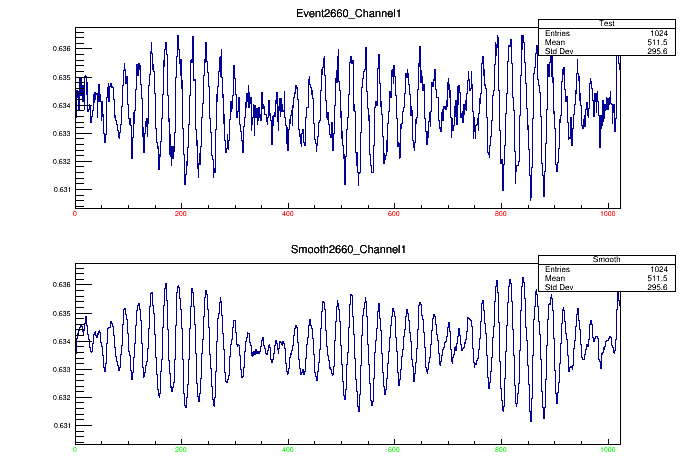 Event2660_Channel1
Test
Entries 1024
Mean 511.5
Std Dev 295.6
0.636
0.635
0.634
0.633
0.632
0.631
0 200 400 600 800 1000
Smooth2660_Channel1
Smooth
Entries 1024
Mean 511.5
Std Dev 295.6
0.636
0.635
0.634
0.633
0.632
0.631
0 200 400 600 800 1000